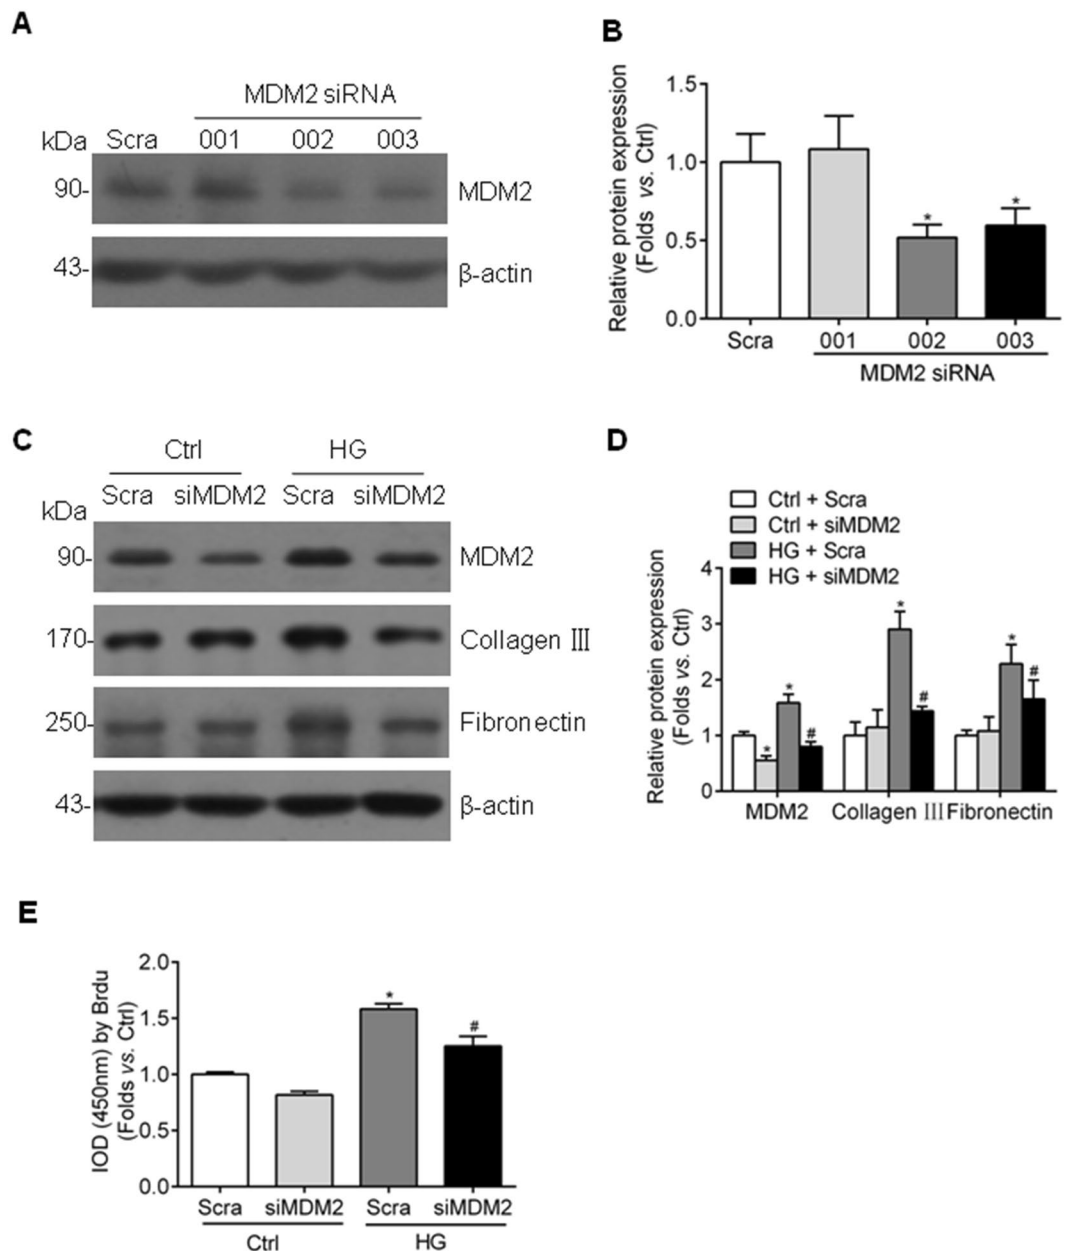 A
MDM2 siRNA
kDa Scra 001 002 003
90- MDM2
43- β-actin
B
Relative protein expression
(Folds vs. Ctrl)
1.5
1.0
0.5
0.0
* *
Scra 001 002 003
MDM2 siRNA
C
Ctrl HG
Scra siMDM2 Scra siMDM2
kDa
90- MDM2
170- Collagen Ⅲ
250- Fibronectin
43- β-actin
D
Ctrl + Scra
Ctrl + siMDM2
HG + Scra
HG + siMDM2
Relative protein expression
(Folds vs. Ctrl)
4
3
2
1
0
* * # * # * #
MDM2 Collagen Ⅲ Fibronectin
E
IOD (450nm) by Brdu
(Folds vs. Ctrl)
2.0
1.5
1.0
0.5
0.0
* #
Scra siMDM2 Scra siMDM2
Ctrl HG